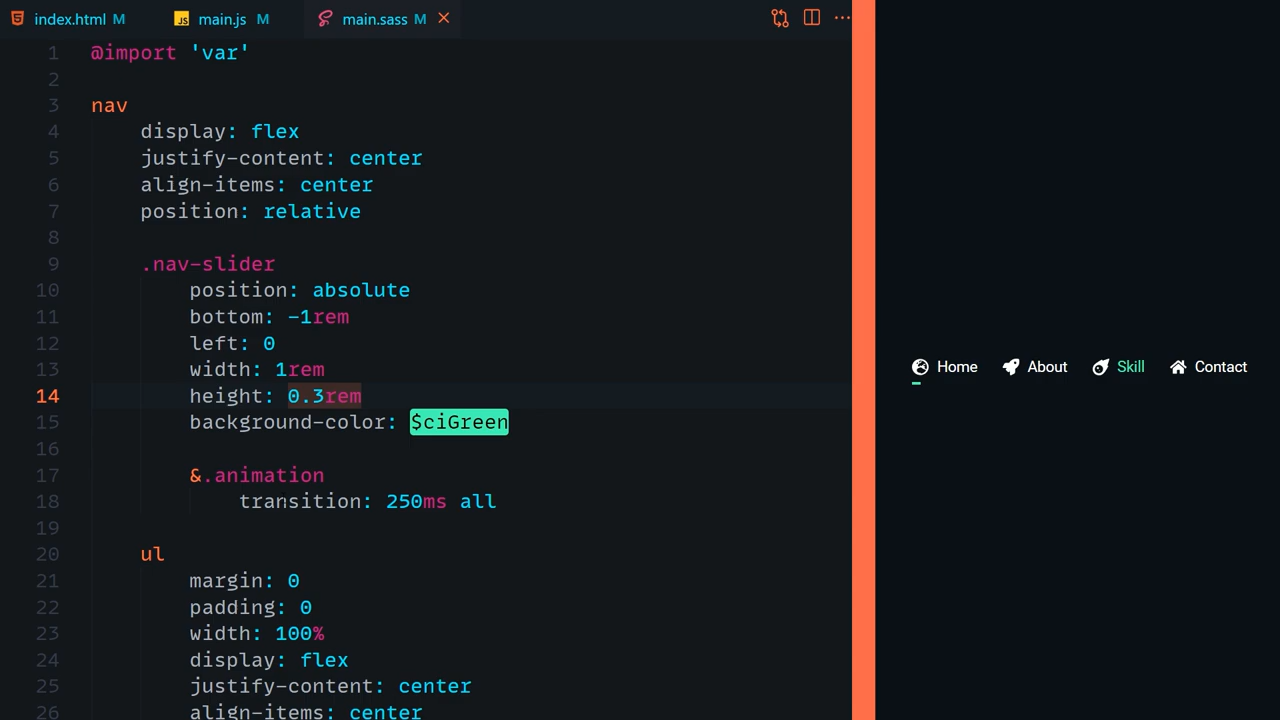 index.html M JS main.js M main.sass M
1 @import 'var'
2
3 nav
4 display: flex
5 justify-content: center
6 align-items: center
7 position: relative
8
9 .nav-slider
10 position: absolute
11 bottom: -1rem
12 left: 0
13 width: 1rem
14 height: 0.3rem
15 background-color: $ciGreen
16
17 &.animation
18 transition: 250ms all
19
20 ul
21 margin: 0
22 padding: 0
23 width: 100%
24 display: flex
25 justify-content: center
26 align-items: center
Home About Skill Contact